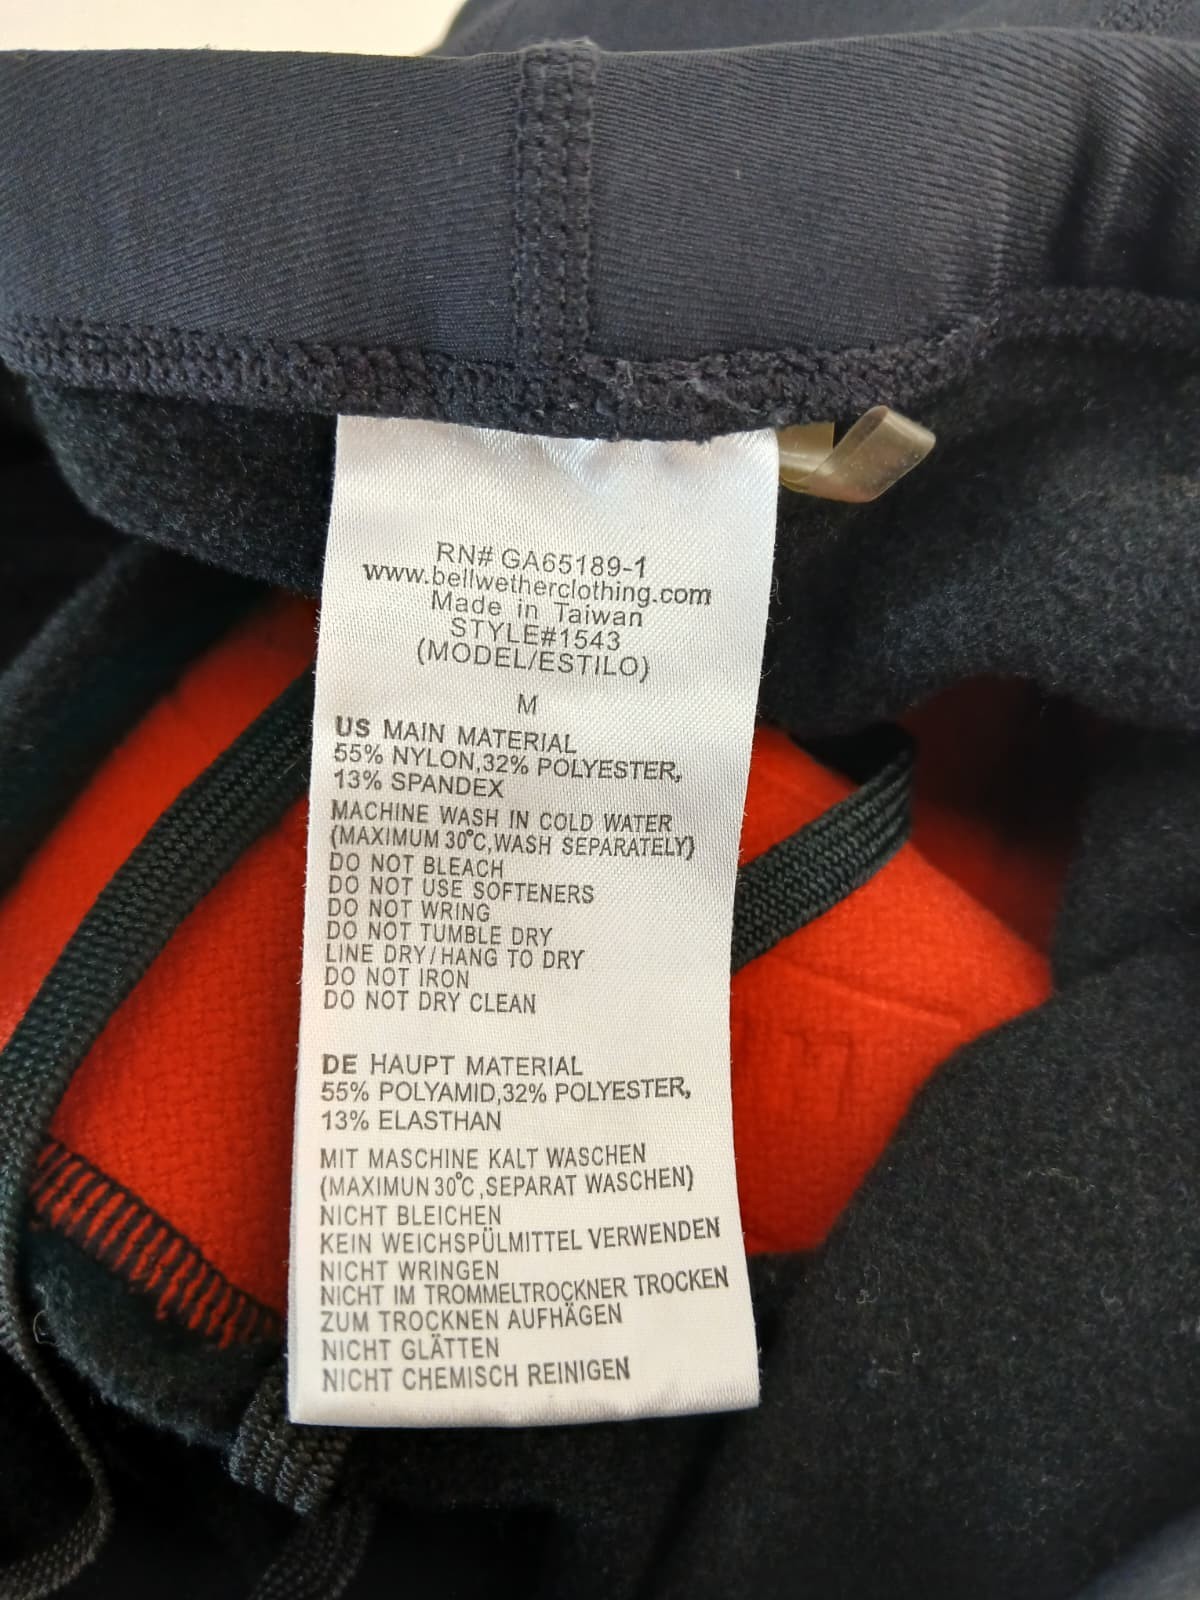 RN# GA65189-1
www.bellwetherclothing.com
Made in Taiwan
STYLE#1543
(MODEL/ESTILO)
M
US MAIN MATERIAL
55% NYLON,32% POLYESTER,
13% SPANDEX
MACHINE WASH IN COLD WATER
(MAXIMUM 30°C,WASH SEPARATELY)
DO NOT BLEACH
DO NOT USE SOFTENERS
DO NOT WRING
DO NOT TUMBLE DRY
LINE DRY/HANG TO DRY
DO NOT IRON
DO NOT DRY CLEAN
DE HAUPT MATERIAL
55% POLYAMID,32% POLYESTER,
13% ELASTHAN
MIT MASCHINE KALT WASCHEN
(MAXIMUN 30°C,SEPARAT WASCHEN)
NICHT BLEICHEN
KEIN WEICHSPÜLMITTEL VERWENDEN
NICHT WRINGEN
NICHT IM TROMMELTROCKNER TROCKEN
ZUM TROCKNEN AUFHÄGEN
NICHT GLÄTTEN
NICHT CHEMISCH REINIGEN